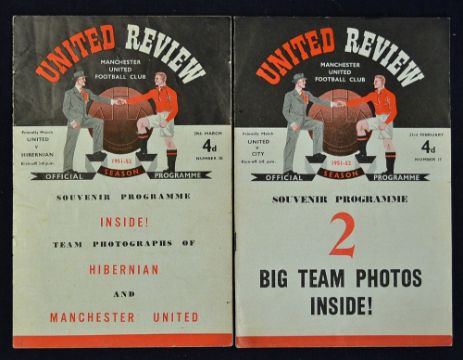 UNITED REVIEW
MANCHESTER
UNITED
FOOTBALL CLUB
Friendly Match
UNITED
v
HIBERNIAN
29th MARCH
4d
1951-52
SEASON
OFFICIAL PROGRAMME
SOUVENIR PROGRAMME
INSIDE!
TEAM PHOTOGRAPHS OF
HIBERNIAN
AND
MANCHESTER UNITED
UNITED REVIEW
MANCHESTER
UNITED
FOOTBALL CLUB
Friendly Match
UNITED
v
CITY
23rd FEBRUARY
4d
1951-52
SEASON
OFFICIAL PROGRAMME
SOUVENIR PROGRAMME
2
BIG TEAM PHOTOS
INSIDE!